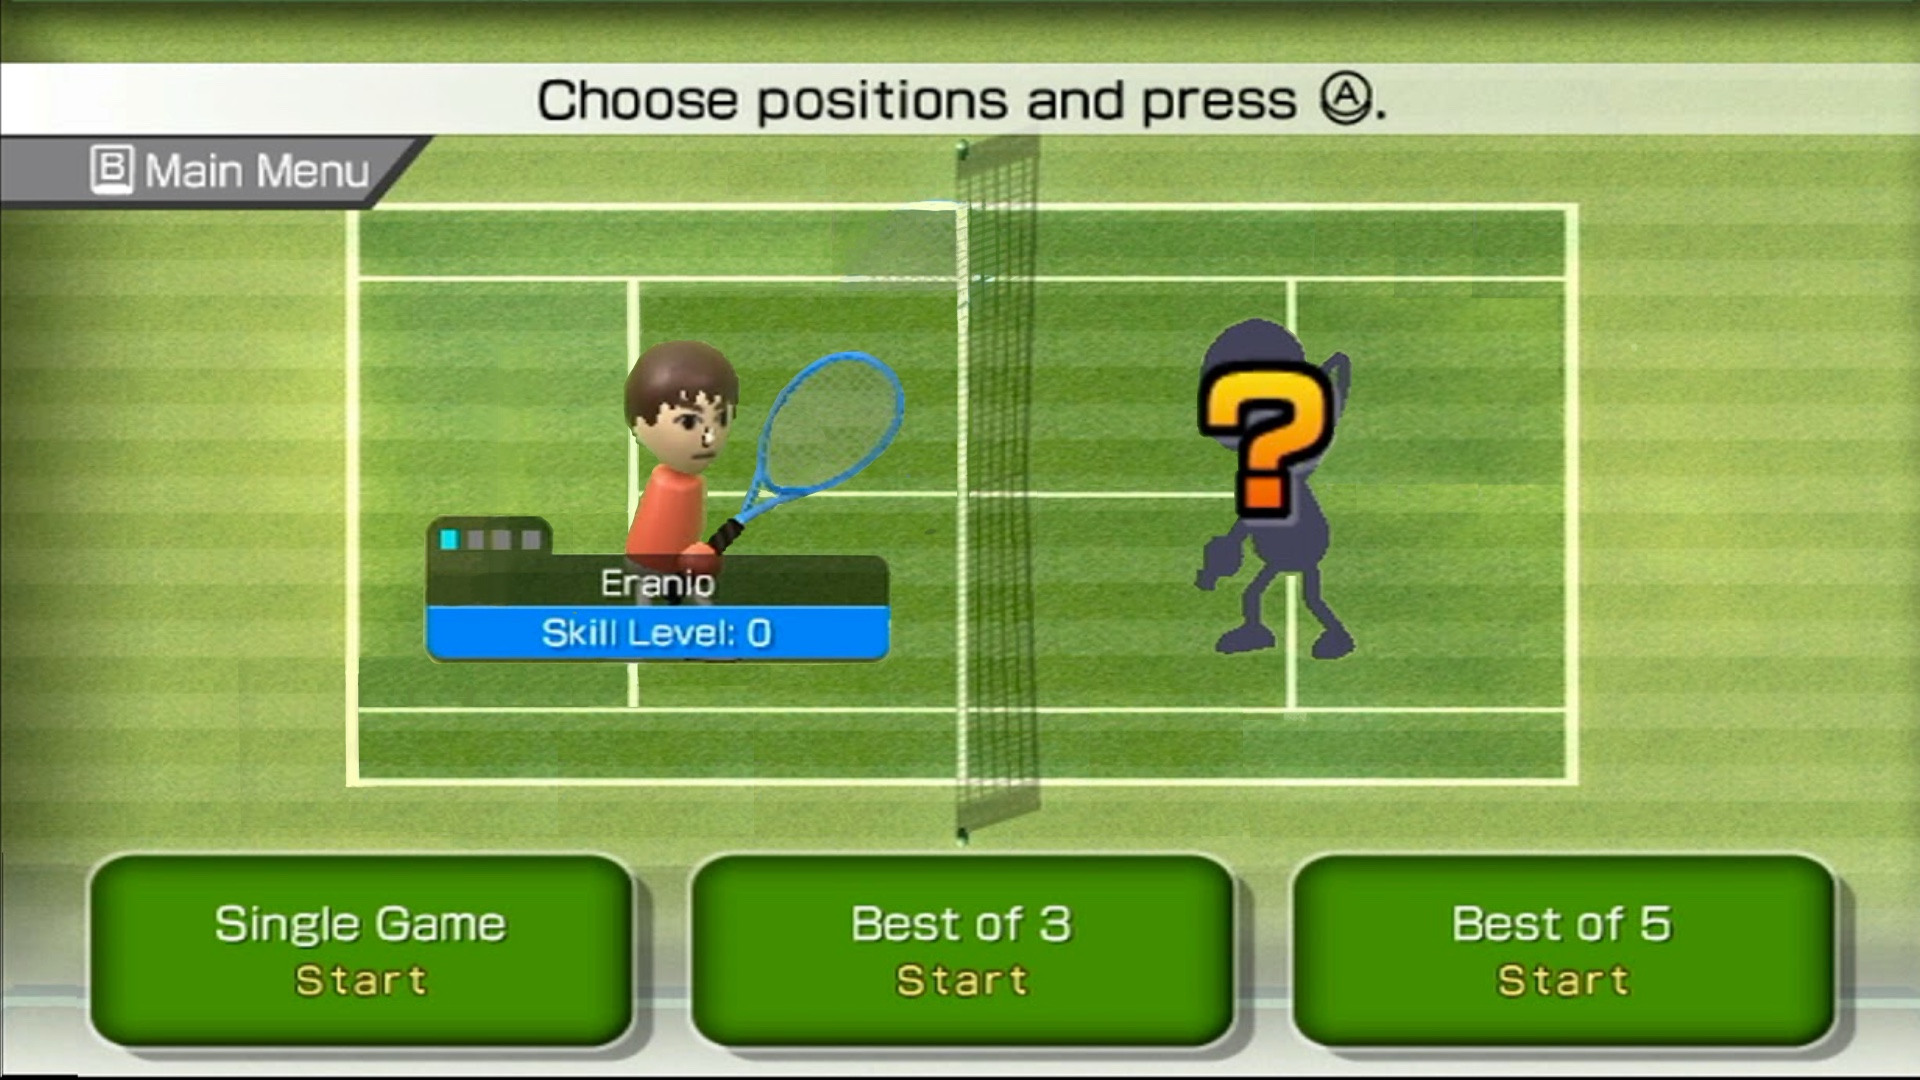 Choose positions and press Ⓐ.
B Main Menu
?
Eranio
Skill Level: 0
Single Game
Start
Best of 3
Start
Best of 5
Start